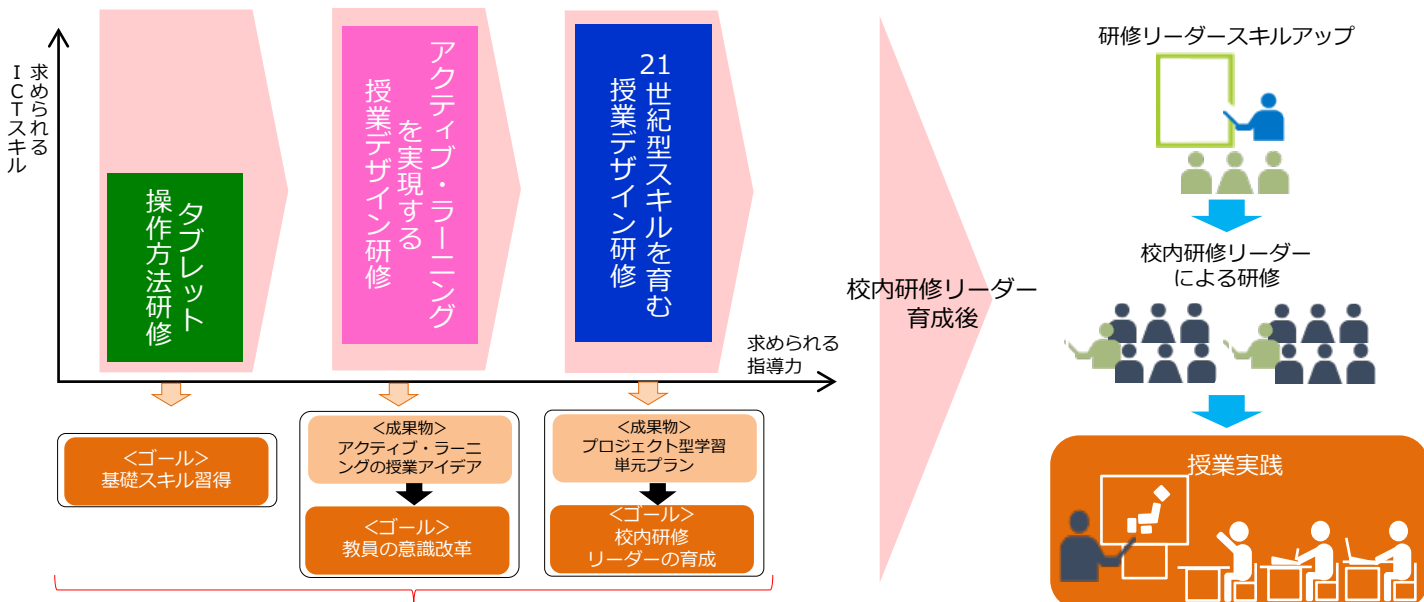 求められる
ICTスキル
タブレット
操作方法研修
アクティブ・ラーニング
を実現する
授業デザイン研修
21世紀型スキルを育む
授業デザイン研修
求められる
指導力
<ゴール>
基礎スキル習得
<成果物>
アクティブ・ラーニ
ングの授業アイデア
<ゴール>
教員の意識改革
<成果物>
プロジェクト型学習
単元プラン
<ゴール>
校内研修
リーダーの育成
校内研修リーダー
育成後
研修リーダースキルアップ
校内研修リーダー
による研修
授業実践